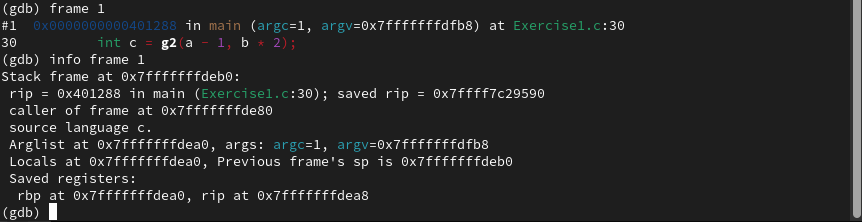 (gdb) frame 1
#1  0x0000000000401288 in main (argc=1, argv=0x7fffffffdfb8) at Exercise1.c:30
30          int c = g2(a - 1, b * 2);
(gdb) info frame 1
Stack frame at 0x7fffffffdeb0:
 rip = 0x401288 in main (Exercise1.c:30); saved rip = 0x7ffff7c29590
 caller of frame at 0x7fffffffde80
 source language c.
 Arglist at 0x7fffffffdea0, args: argc=1, argv=0x7fffffffdfb8
 Locals at 0x7fffffffdea0, Previous frame's sp is 0x7fffffffdeb0
 Saved registers:
  rbp at 0x7fffffffdea0, rip at 0x7fffffffdea8
(gdb)